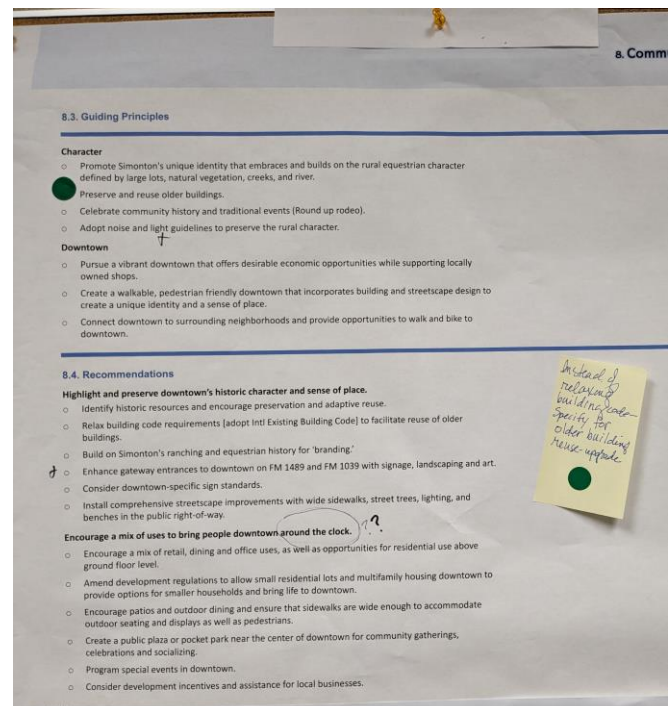 8. Comm
8.3. Guiding Principles
Character
o Promote Simonton's unique identity that embraces and builds on the rural equestrian character
defined by large lots, natural vegetation, creeks, and river.
Preserve and reuse older buildings.
o Celebrate community history and traditional events (Round up rodeo).
o Adopt noise and light guidelines to preserve the rural character.
Downtown
o Pursue a vibrant downtown that offers desirable economic opportunities while supporting locally
owned shops.
o Create a walkable, pedestrian friendly downtown that incorporates building and streetscape design to
create a unique identity and a sense of place.
o Connect downtown to surrounding neighborhoods and provide opportunities to walk and bike to
downtown.
8.4. Recommendations
Highlight and preserve downtown's historic character and sense of place.
o Identify historic resources and encourage preservation and adaptive reuse.
o Relax building code requirements [adopt Intl Existing Building Code] to facilitate reuse of older
buildings.
o Build on Simonton's ranching and equestrian history for 'branding.'
o Enhance gateway entrances to downtown on FM 1489 and FM 1039 with signage, landscaping and art.
o Consider downtown-specific sign standards.
o Install comprehensive streetscape improvements with wide sidewalks, street trees, lighting, and
benches in the public right-of-way.
Encourage a mix of uses to bring people downtown around the clock. ??
o Encourage a mix of retail, dining and office uses, as well as opportunities for residential use above
ground floor level.
o Amend development regulations to allow small residential lots and multifamily housing downtown to
provide options for smaller households and bring life to downtown.
o Encourage patios and outdoor dining and ensure that sidewalks are wide enough to accommodate
outdoor seating and displays as well as pedestrians.
o Create a public plaza or pocket park near the center of downtown for community gatherings,
celebrations and socializing.
o Program special events in downtown.
o Consider development incentives and assistance for local businesses.
Instead of
relaxing
building code -
specify for
older building
reuse-upgrade